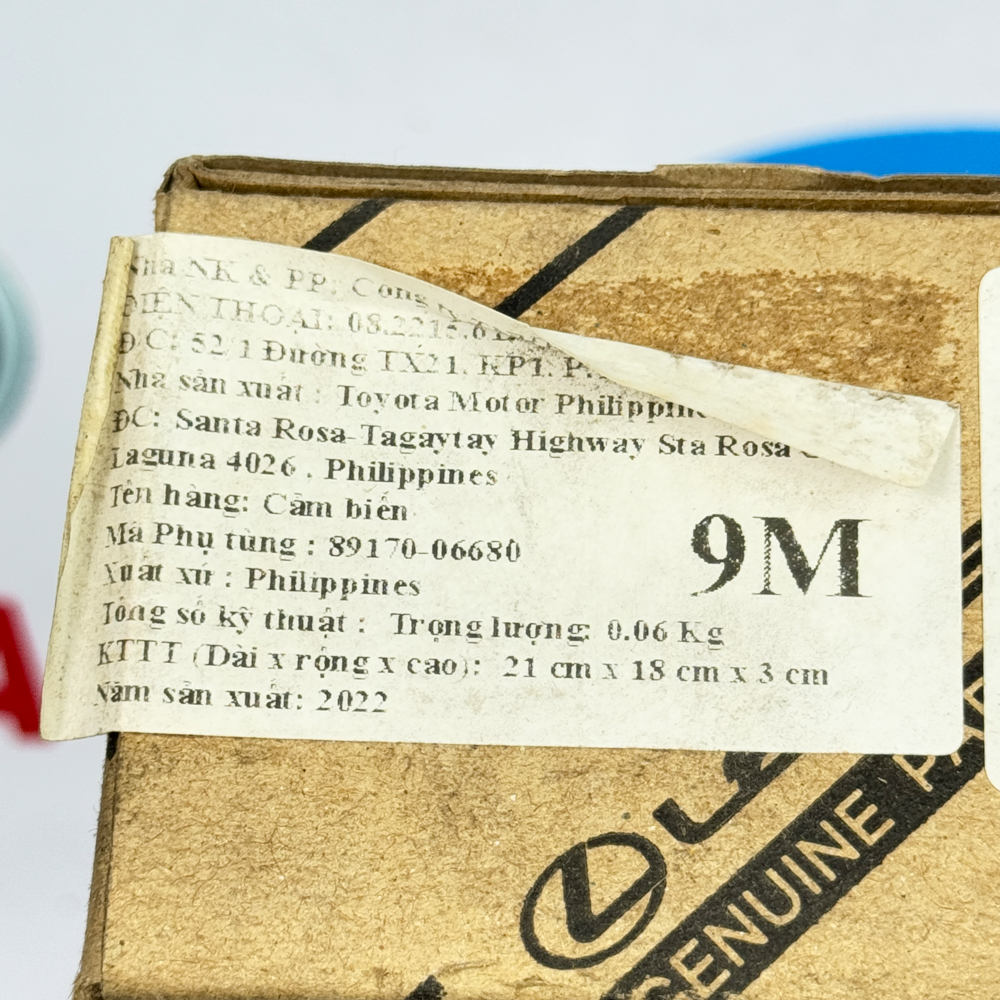 Nhà NK & PP: Công
ĐIỆN THOẠI: 08.2215.6
ĐC: 52/1 Đường TX21. KP1. P.
Nhà sản xuất : Toyota Motor Philippin
ĐC: Santa Rosa-Tagaytay Highway Sta Rosa
Laguna 4026 . Philippines
Tên hàng: Cảm biến
Mã Phụ tùng : 89170-06680
Xuất xứ : Philippines
Tông số kỹ thuật : Trọng lượng: 0.06 Kg
KTTT (Dài x rộng x cao): 21 cm x 18 cm x 3 cm
Năm sản xuất: 2022
9M
GENUINE PA
A